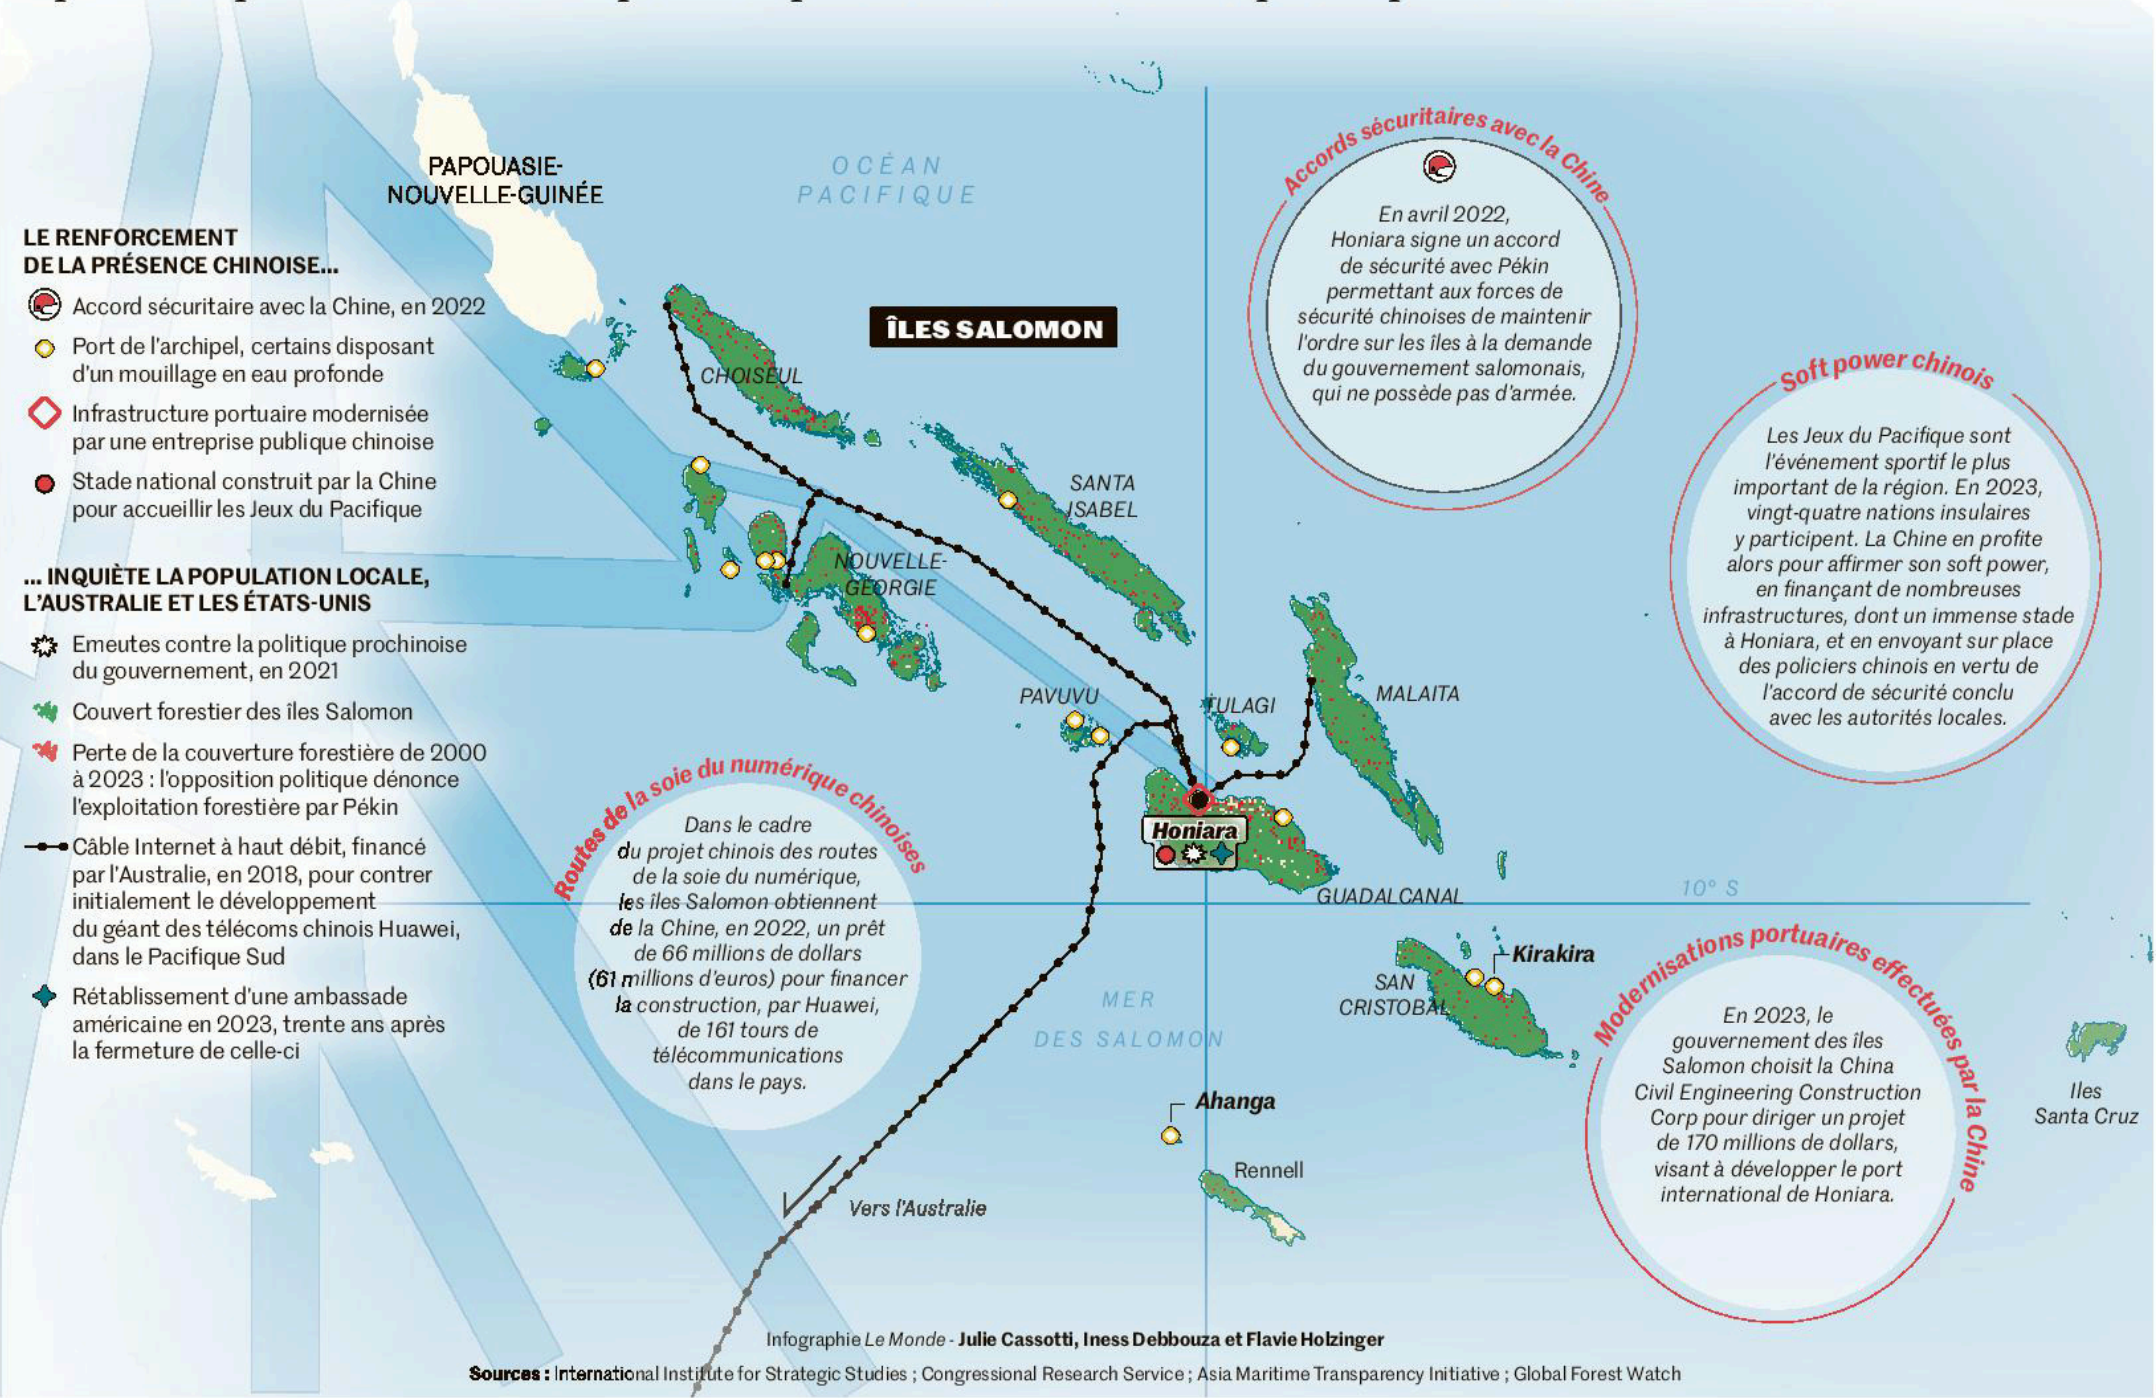 PAPOUASIE-
NOUVELLE-GUINÉE
OCÉAN
PACIFIQUE
LE RENFORCEMENT
DE LA PRÉSENCE CHINOISE...
Accord sécuritaire avec la Chine, en 2022
Port de l'archipel, certains disposant
d'un mouillage en eau profonde
Infrastructure portuaire modernisée
par une entreprise publique chinoise
Stade national construit par la Chine
pour accueillir les Jeux du Pacifique
... INQUIÈTE LA POPULATION LOCALE,
L'AUSTRALIE ET LES ÉTATS-UNIS
Emeutes contre la politique prochinoise
du gouvernement, en 2021
Couvert forestier des îles Salomon
Perte de la couverture forestière de 2000
à 2023 : l'opposition politique dénonce
l'exploitation forestière par Pékin
Câble Internet à haut débit, financé
par l'Australie, en 2018, pour contrer
initialement le développement
du géant des télécoms chinois Huawei,
dans le Pacifique Sud
Rétablissement d'une ambassade
américaine en 2023, trente ans après
la fermeture de celle-ci
ÎLES SALOMON
CHOISEUL
SANTA
ISABEL
NOUVELLE-
GÉORGIE
PAVUVU
TULAGI
MALAITA
Honiara
GUADALCANAL
10° S
Kirakira
SAN
CRISTOBAL
MER
DES SALOMON
Ahanga
Rennell
Iles
Santa Cruz
Vers l'Australie
Accords sécuritaires avec la Chine
En avril 2022,
Honiara signe un accord
de sécurité avec Pékin
permettant aux forces de
sécurité chinoises de maintenir
l'ordre sur les îles à la demande
du gouvernement salomonais,
qui ne possède pas d'armée.
Soft power chinois
Les Jeux du Pacifique sont
l'événement sportif le plus
important de la région. En 2023,
vingt-quatre nations insulaires
y participent. La Chine en profite
alors pour affirmer son soft power,
en finançant de nombreuses
infrastructures, dont un immense stade
à Honiara, et en envoyant sur place
des policiers chinois en vertu de
l'accord de sécurité conclu
avec les autorités locales.
Routes de la soie du numérique chinoises
Dans le cadre
du projet chinois des routes
de la soie du numérique,
les îles Salomon obtiennent
de la Chine, en 2022, un prêt
de 66 millions de dollars
(61 millions d'euros) pour financer
la construction, par Huawei,
de 161 tours de
télécommunications
dans le pays.
Modernisations portuaires effectuées par la Chine
En 2023, le
gouvernement des îles
Salomon choisit la China
Civil Engineering Construction
Corp pour diriger un projet
de 170 millions de dollars,
visant à développer le port
international de Honiara.
Infographie Le Monde - Julie Cassotti, Iness Debbouza et Flavie Holzinger
Sources : International Institute for Strategic Studies ; Congressional Research Service ; Asia Maritime Transparency Initiative ; Global Forest Watch